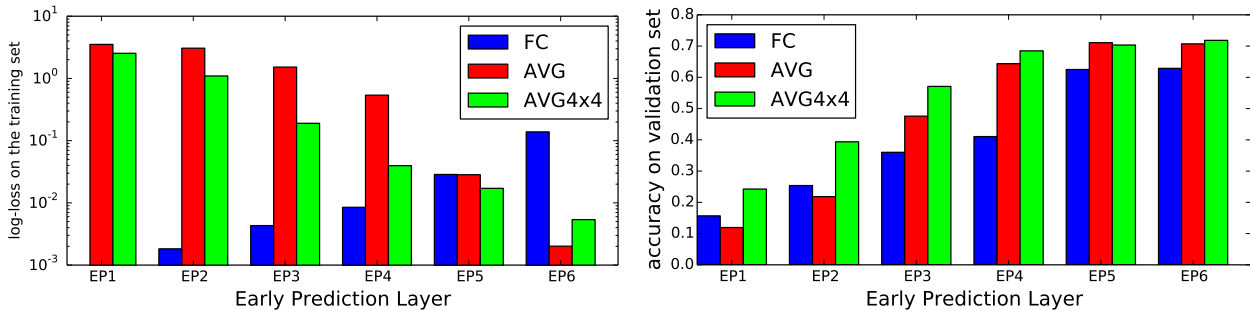 log-loss on the training set
10^1
10^0
10^-1
10^-2
10^-3
FC
AVG
AVG4x4
EP1 EP2 EP3 EP4 EP5 EP6
Early Prediction Layer
accuracy on validation set
0.8
0.7
0.6
0.5
0.4
0.3
0.2
0.1
0.0
FC
AVG
AVG4x4
EP1 EP2 EP3 EP4 EP5 EP6
Early Prediction Layer